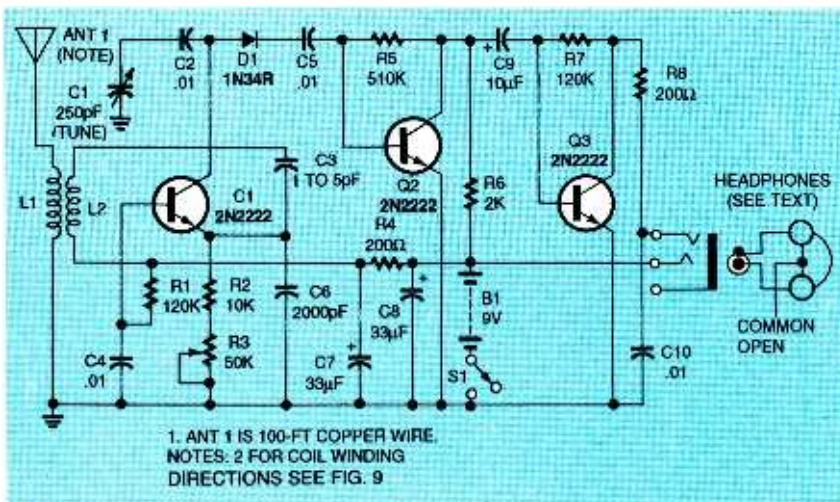 ANT 1
(NOTE)
C1
250pF
/TUNE)
C2
.01
D1
1N34R
C5
.01
R5
510K
C9
+
10µF
R7
120K
R8
200Ω
L1
L2
C1
2N2222
C3
1 TO 5pF
Q2
2N2222
R4
200Ω
R6
2K
Q3
2N2222
HEADPHONES
(SEE TEXT)
R1
120K
R2
10K
C6
2000pF
C8
33µF
+
B1
9V
COMMON
OPEN
C4
.01
R3
50K
C7
33µF
+
S1
C10
.01
1. ANT 1 IS 100-FT COPPER WIRE.
NOTES: 2 FOR COIL WINDING
DIRECTIONS SEE FIG. 9